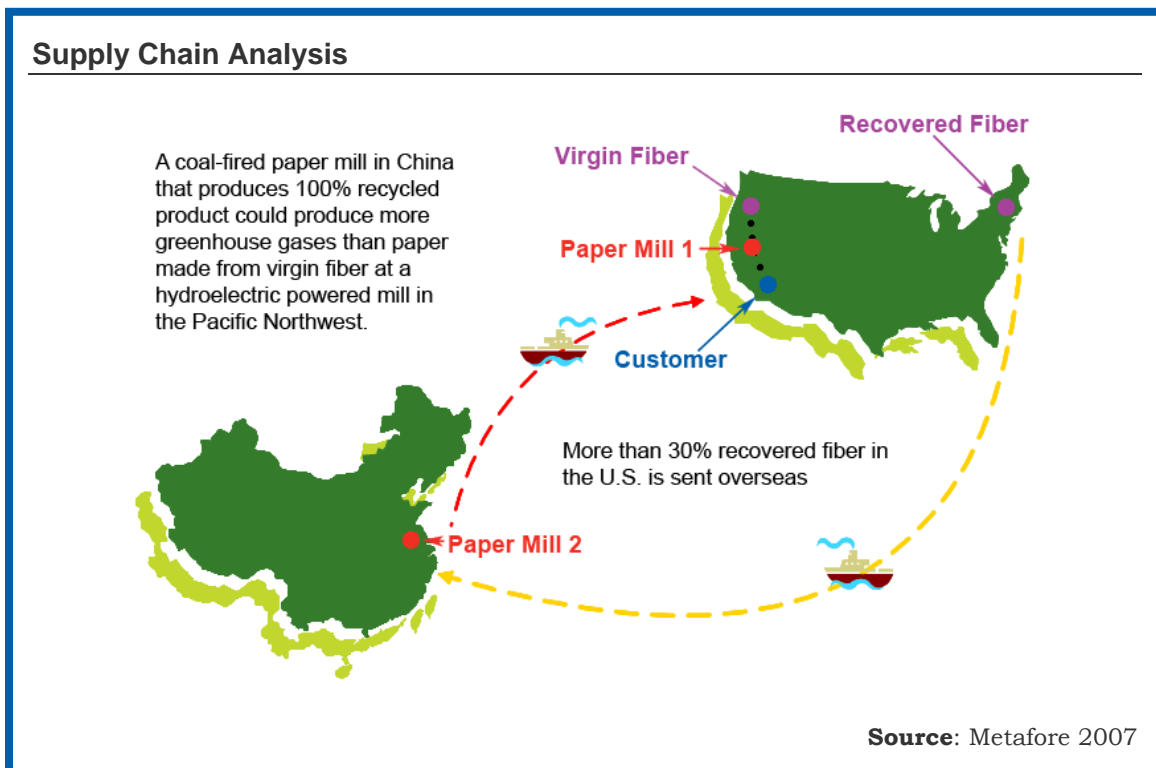 Supply Chain Analysis
Recovered Fiber
Virgin Fiber
A coal-fired paper mill in China
that produces 100% recycled
product could produce more
greenhouse gases than paper
made from virgin fiber at a
hydroelectric powered mill in
the Pacific Northwest.
Paper Mill 1
Customer
More than 30% recovered fiber in
the U.S. is sent overseas
Paper Mill 2
Source: Metafore 2007